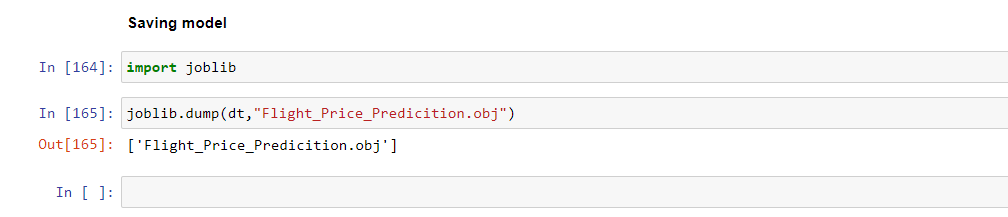 Saving model
In [164]: import joblib
In [165]: joblib.dump(dt,"Flight_Price_Predicition.obj")
Out[165]: ['Flight_Price_Predicition.obj']
In [ ]: